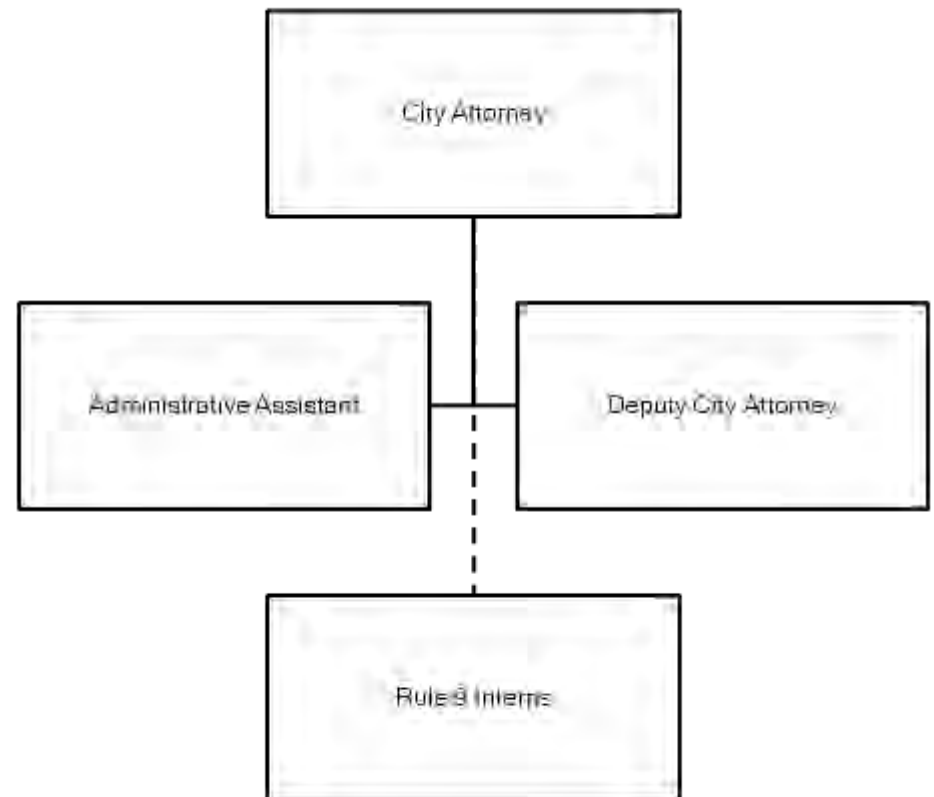 City Attorney
Administrative Assistant
Deputy City Attorney
Rule 9 Interns